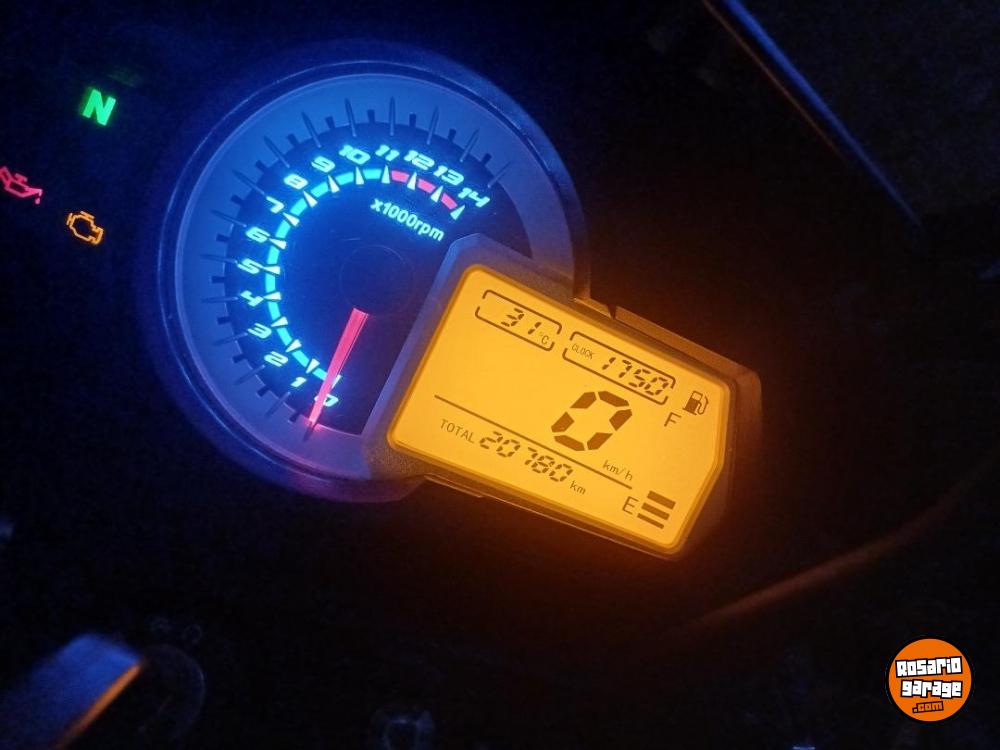 N
0
1
2
3
4
5
6
7
8
9
10
11
12
13
14
x1000rpm
31 °C
CLOCK 1750
F
0 km/h
TOTAL 20780 km
E
Rosario
garage
.com